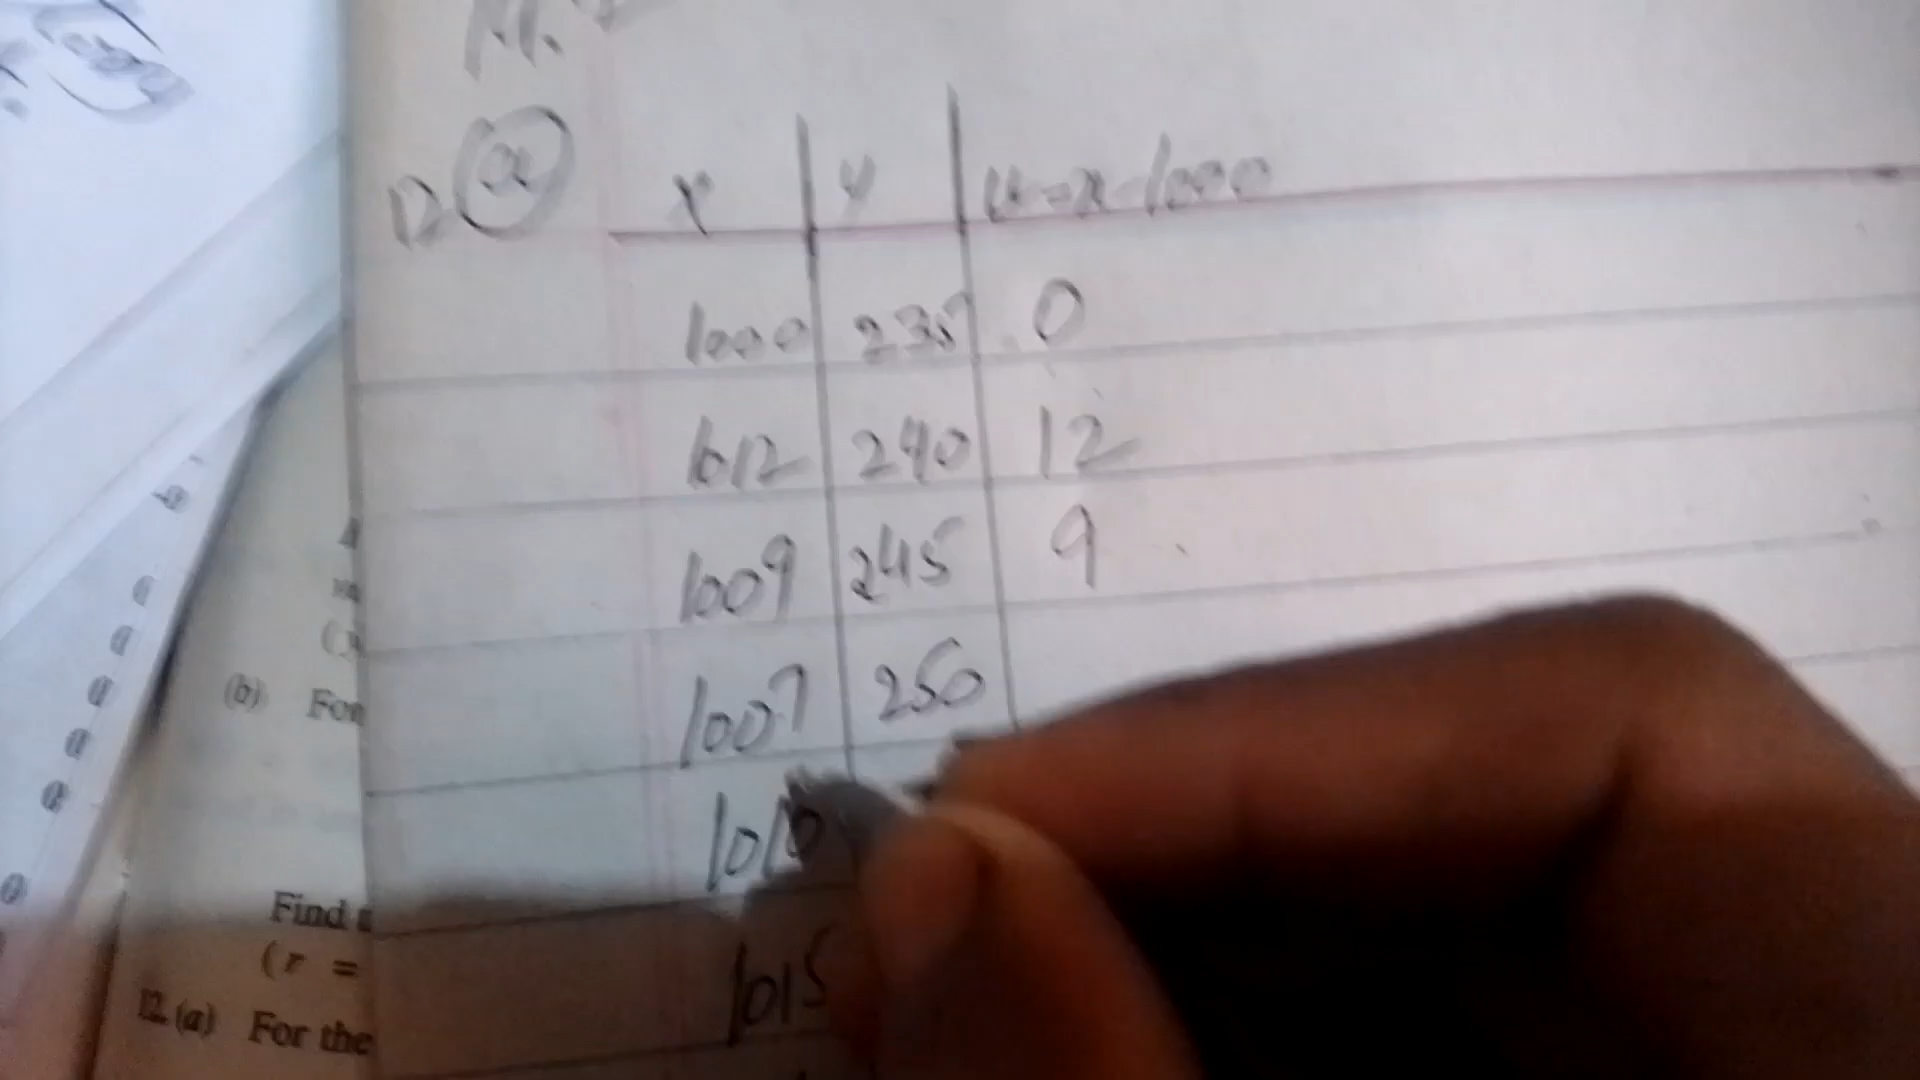 12 (a) x y u=x-1000
1000 235 0
1012 240 12
1009 245 9
1007 250
1010
1015
(b) For
Find
(r =
12. (a) For the